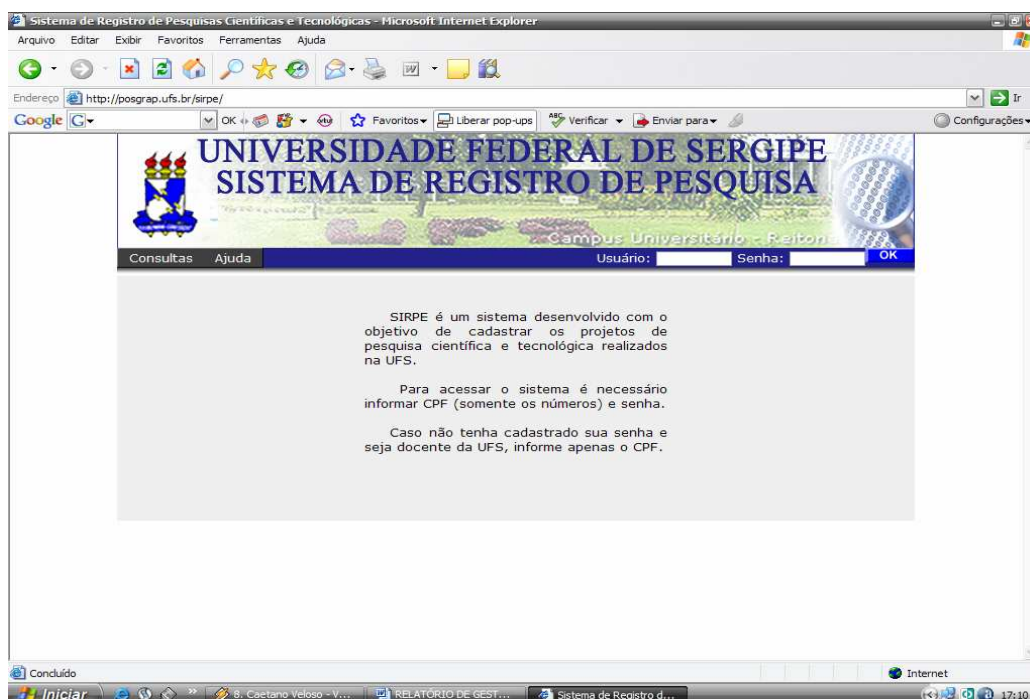 Sistema de Registro de Pesquisas Científicas e Tecnológicas - Microsoft Internet Explorer
Arquivo Editar Exibir Favoritos Ferramentas Ajuda
Endereço http://posgrap.ufs.br/sirpe/ Ir
Google G OK Favoritos Liberar pop-ups ABC Verificar Enviar para Configurações
UNIVERSIDADE FEDERAL DE SERGIPE
SISTEMA DE REGISTRO DE PESQUISA
Campus Universitário - Reitori
Consultas Ajuda Usuário: Senha: OK
SIRPE é um sistema desenvolvido com o
objetivo de cadastrar os projetos de
pesquisa científica e tecnológica realizados
na UFS.
Para acessar o sistema é necessário
informar CPF (somente os números) e senha.
Caso não tenha cadastrado sua senha e
seja docente da UFS, informe apenas o CPF.
Concluído Internet
Iniciar » 8. Caetano Veloso - V... RELATÓRIO DE GEST... Sistema de Registro d... 17:10